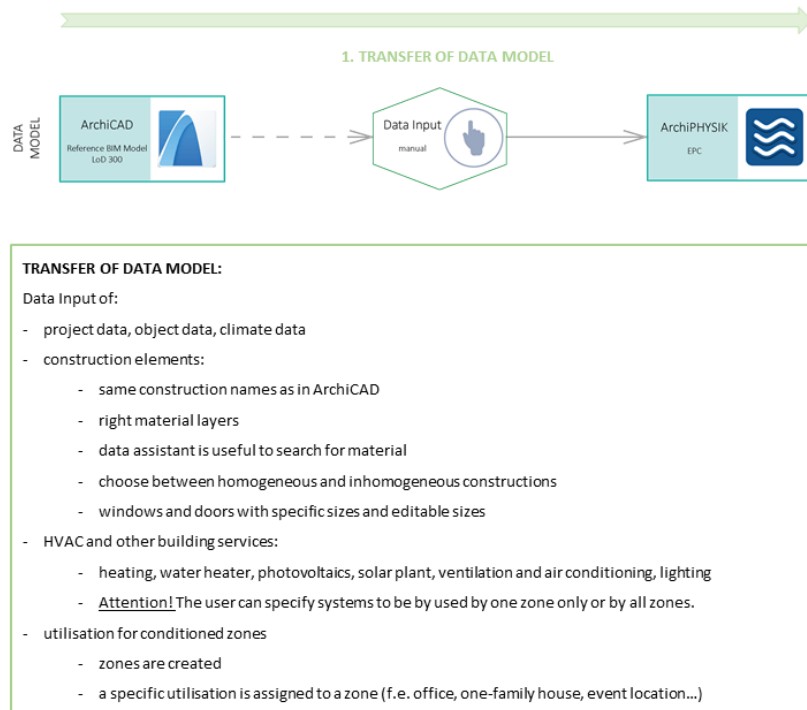 1. TRANSFER OF DATA MODEL
DATA
MODEL
ArchiCAD
Reference BIM Model
LoD 300
Data Input
manual
ArchiPHYSIK
EPC
TRANSFER OF DATA MODEL:
Data Input of:
- project data, object data, climate data
- construction elements:
- same construction names as in ArchiCAD
- right material layers
- data assistant is useful to search for material
- choose between homogeneous and inhomogeneous constructions
- windows and doors with specific sizes and editable sizes
- HVAC and other building services:
- heating, water heater, photovoltaics, solar plant, ventilation and air conditioning, lighting
- Attention! The user can specify systems to be by used by one zone only or by all zones.
- utilisation for conditioned zones
- zones are created
- a specific utilisation is assigned to a zone (f.e. office, one-family house, event location...)